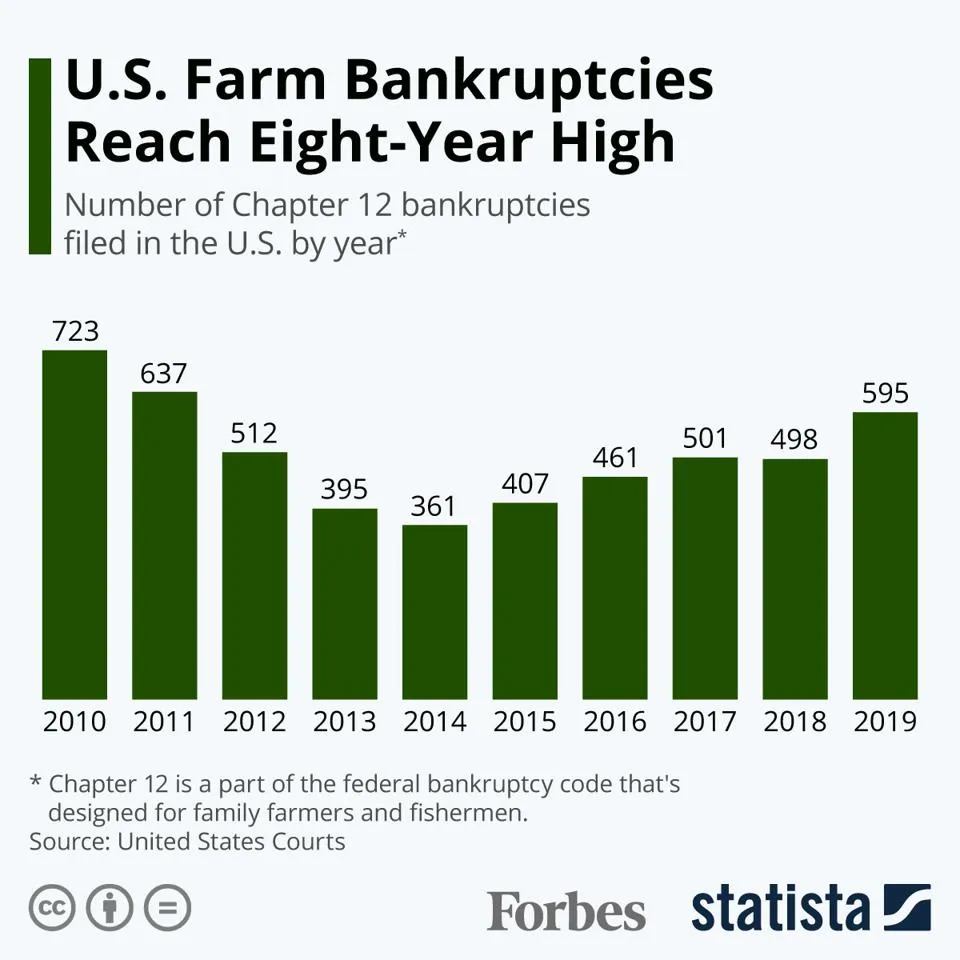 U.S. Farm Bankruptcies
Reach Eight-Year High
Number of Chapter 12 bankruptcies
filed in the U.S. by year*
723
637
512
395
361
407
461
501
498
595
2010 2011 2012 2013 2014 2015 2016 2017 2018 2019
* Chapter 12 is a part of the federal bankruptcy code that's
designed for family farmers and fishermen.
Source: United States Courts
cc
Forbes
statista